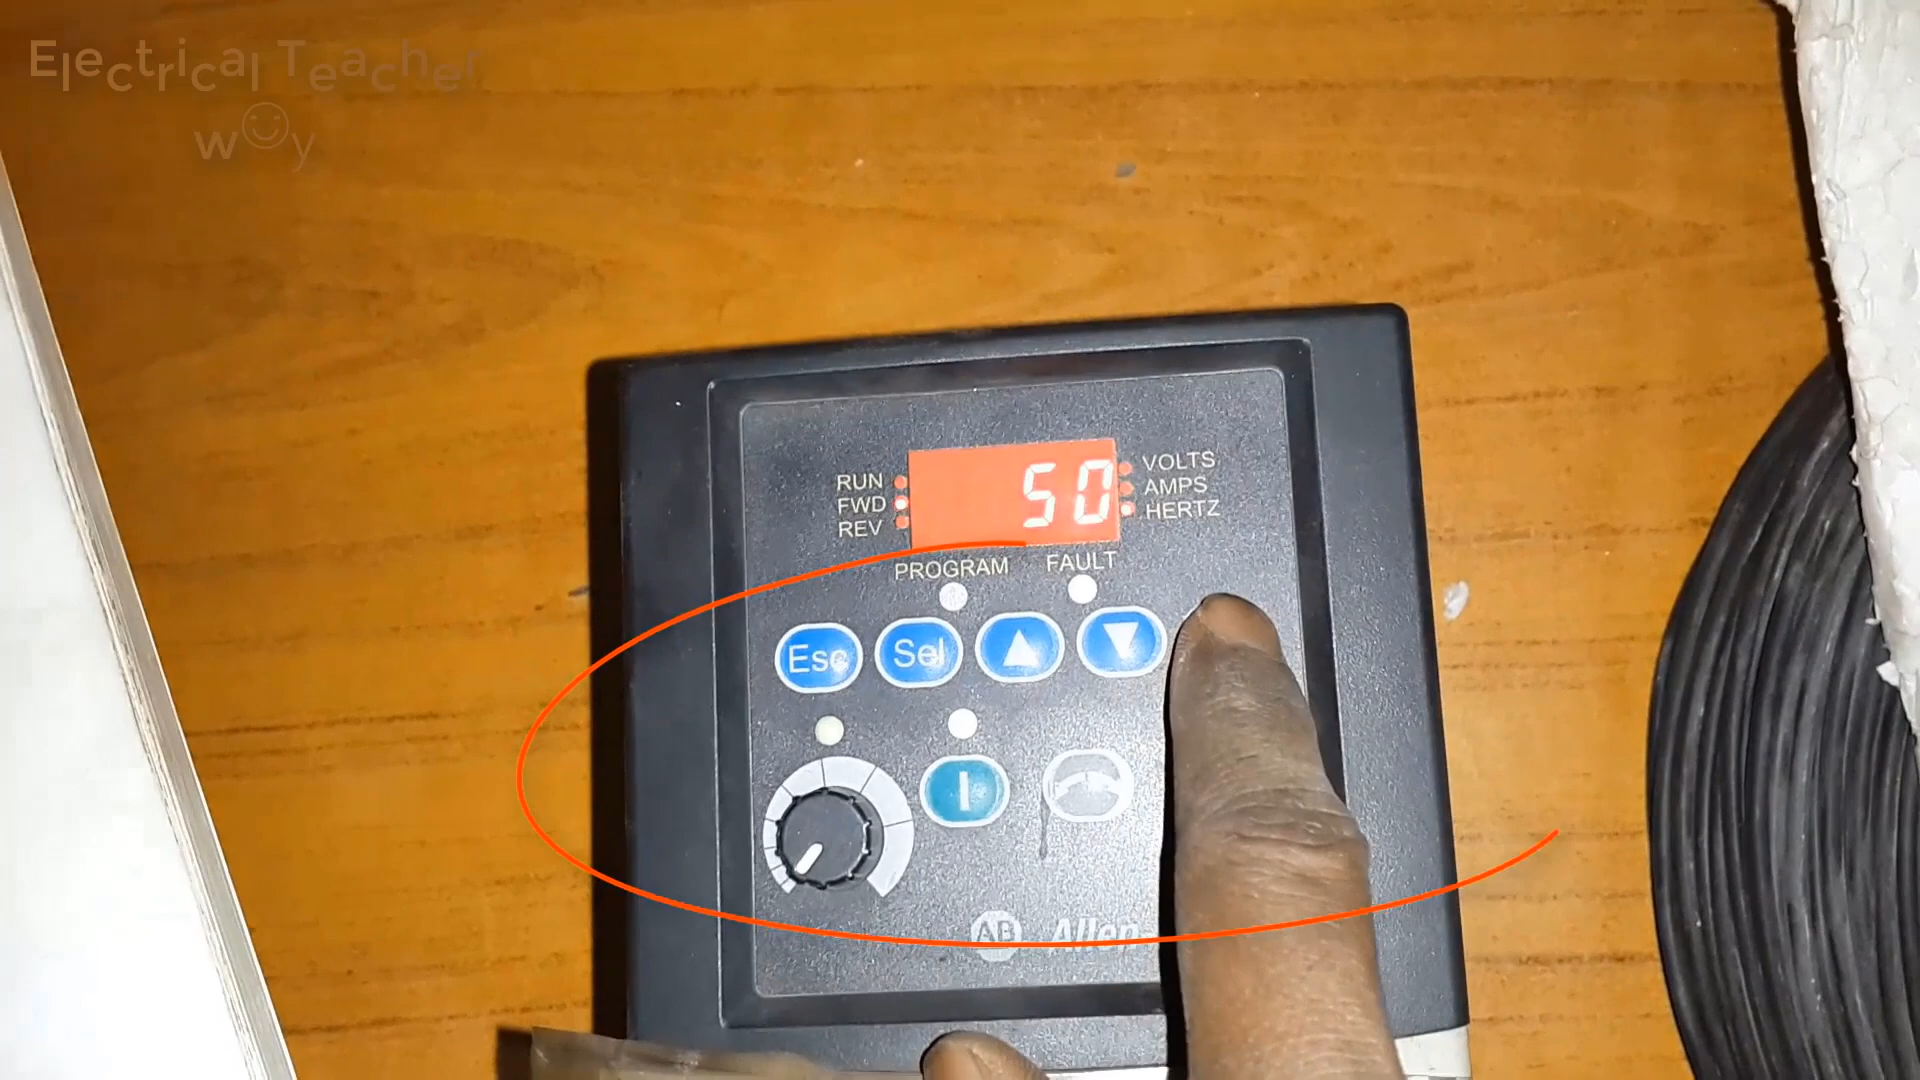 Electrical Teacher
way
RUN
FWD
REV
50
VOLTS
AMPS
HERTZ
PROGRAM FAULT
Esc Sel
I
AB Allen